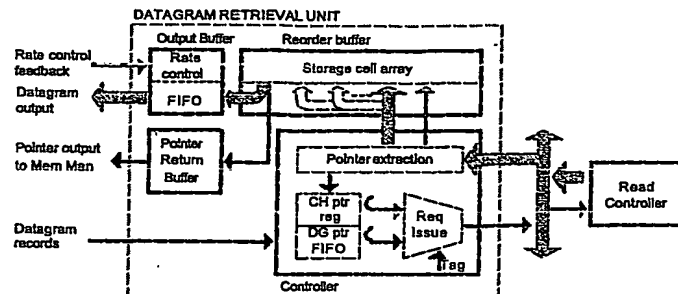 DATAGRAM RETRIEVAL UNIT
Output Buffer
Reorder buffer
Rate control
feedback
Rate
control
Storage cell array
Datagram
output
FIFO
Pointer output
to Mem Man
Pointer
Return
Buffer
Pointer extraction
Read
Controller
CH ptr
reg
Req
Issue
Datagram
records
DG ptr
FIFO
Tag
Controller